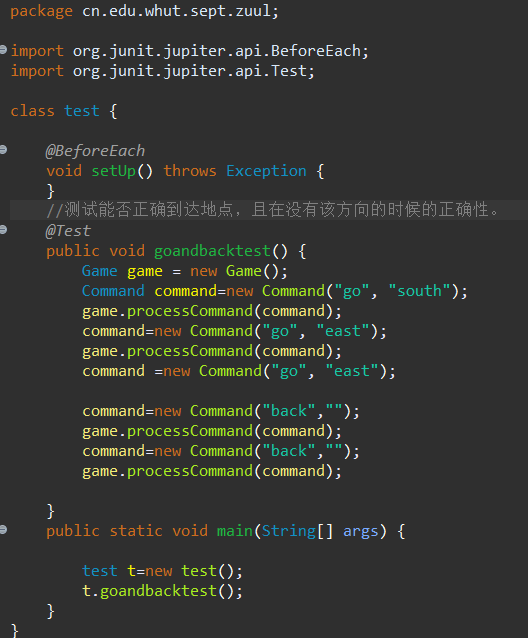 package cn.edu.whut.sept.zuul;
import org.junit.jupiter.api.BeforeEach;
import org.junit.jupiter.api.Test;
class test {
@BeforeEach
void setUp() throws Exception {
}
//测试能否正确到达地点，且在没有该方向的时候的正确性。
@Test
public void goandbacktest() {
Game game = new Game();
Command command=new Command("go", "south");
game.processCommand(command);
command=new Command("go", "east");
game.processCommand(command);
command =new Command("go", "east");
command=new Command("back","");
game.processCommand(command);
command=new Command("back","");
game.processCommand(command);
}
public static void main(String[] args) {
test t=new test();
t.goandbacktest();
}
}